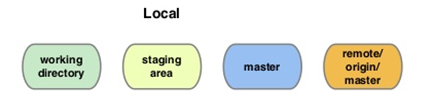 Local
working
directory
staging
area
master
remote/
origin/
master